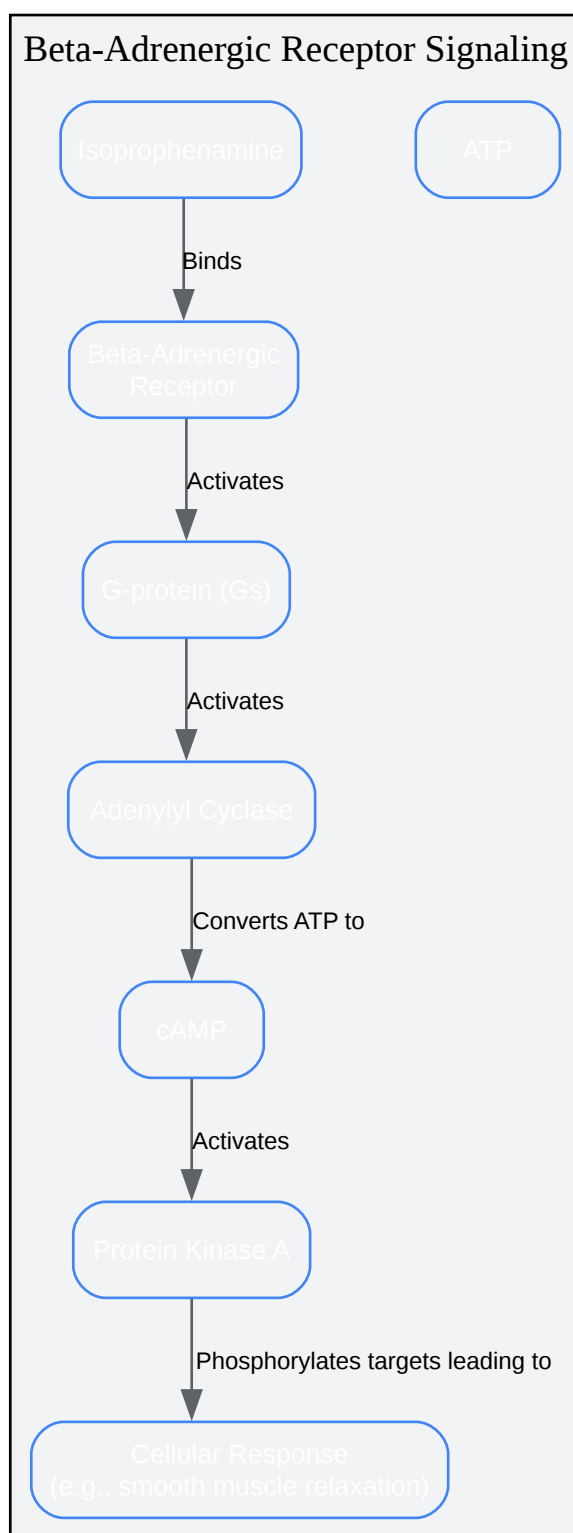 Beta-Adrenergic Receptor Signaling
Isoprophenamine
ATP
Binds
Beta-Adrenergic
Receptor
Activates
G-protein (Gs)
Activates
Adenylyl Cyclase
Converts ATP to
cAMP
Activates
Protein Kinase A
Phosphorylates targets leading to
Cellular Response
(e.g., smooth muscle relaxation)